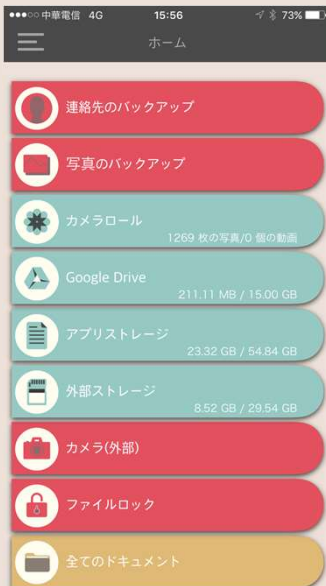 中華電信 4G 15:56 73%
ホーム
連絡先のバックアップ
写真のバックアップ
カメラロール
1269 枚の写真/0 個の動画
Google Drive
211.11 MB / 15.00 GB
アプリストレージ
23.32 GB / 54.84 GB
外部ストレージ
8.52 GB / 29.54 GB
カメラ(外部)
ファイルロック
全てのドキュメント